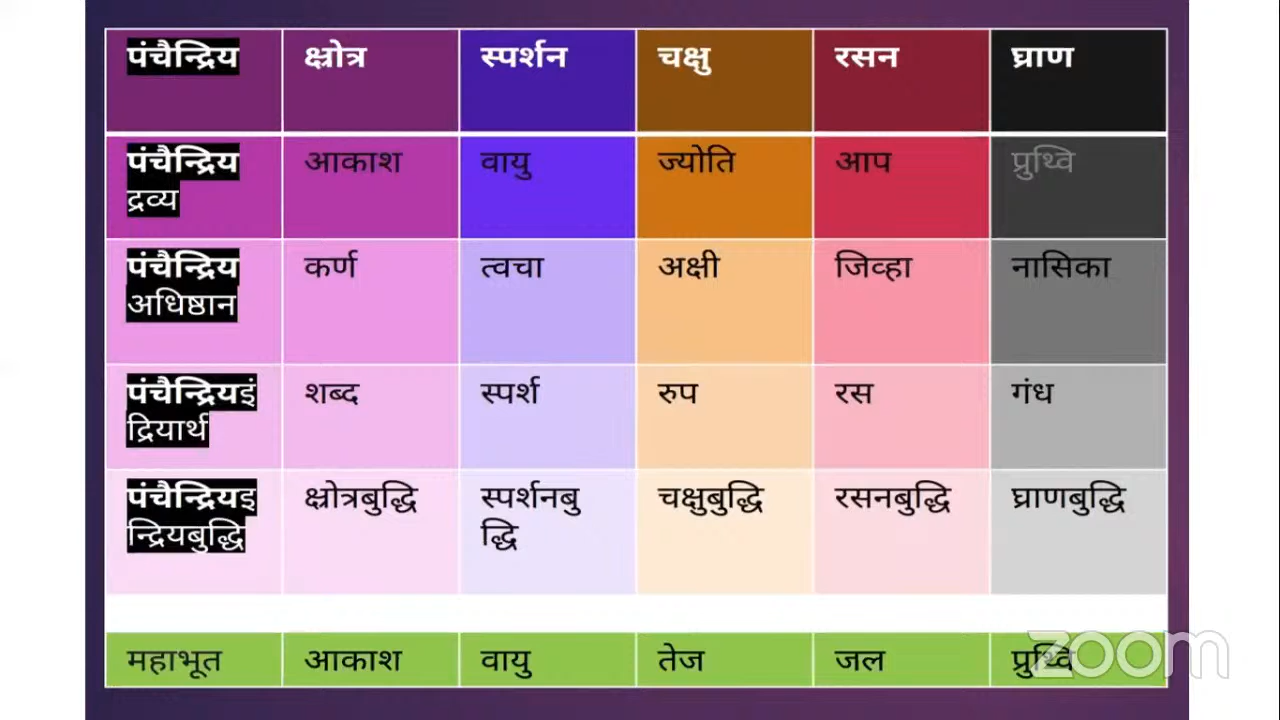 पंचैन्द्रिय क्ष्रोत्र स्पर्शन चक्षु रसन घ्राण
पंचैन्द्रिय आकाश वायु ज्योति आप प्रुथ्वि
द्रव्य
पंचैन्द्रिय कर्ण त्वचा अक्षी जिव्हा नासिका
अधिष्ठान
पंचैन्द्रियइं शब्द स्पर्श रुप रस गंध
द्रियार्थ
पंचैन्द्रियइ क्ष्रोत्रबुद्धि स्पर्शनबु चक्षुबुद्धि रसनबुद्धि घ्राणबुद्धि
न्द्रियबुद्धि द्धि
महाभूत आकाश वायु तेज जल प्रुथ्वि
zoom